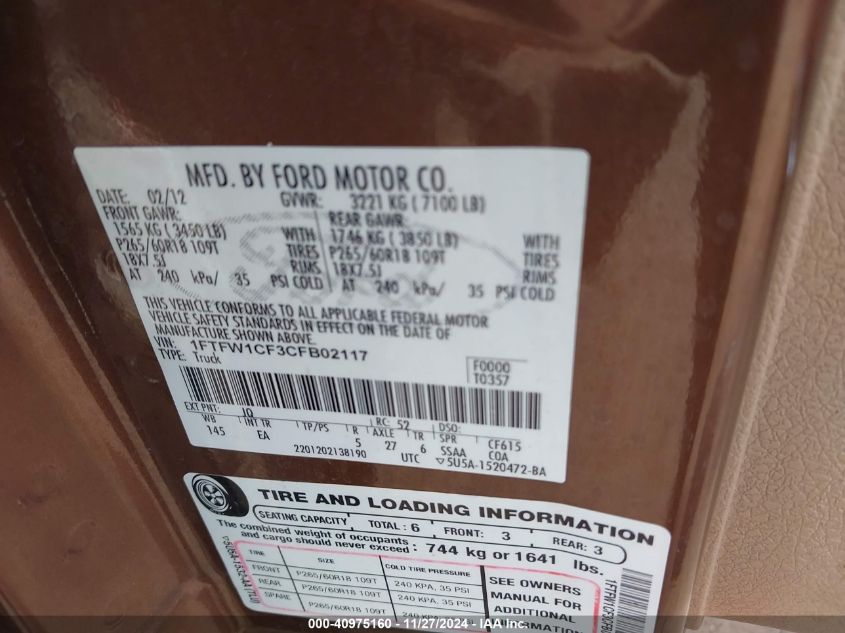 MFD. BY FORD MOTOR CO.
DATE: 02/12 GVWR: 3221 KG ( 7100 LB)
FRONT GAWR: REAR GAWR:
1565 KG ( 3450 LB) WITH 1746 KG ( 3850 LB) WITH
P265/60R18 109T TIRES P265/60R18 109T TIRES
18X7.5J RIMS 18X7.5J RIMS
AT 240 kPa/ 35 PSI COLD AT 240 kPa/ 35 PSI COLD
THIS VEHICLE CONFORMS TO ALL APPLICABLE FEDERAL MOTOR
VEHICLE SAFETY STANDARDS IN EFFECT ON THE DATE OF
MANUFACTURE SHOWN ABOVE.
VIN: 1FTFW1CF3CFB02117
TYPE: Truck
F0000
T0357
EXT PNT: JQ RC: 52 DSO:
WB INT TR TP/PS R AXLE TR SPR CF615
145 EA 5 27 6 SSAA COA
2201202138190 UTC ▽5U5A-1520472-BA
TIRE AND LOADING INFORMATION
SEATING CAPACITY TOTAL: 6 FRONT: 3 REAR: 3
The combined weight of occupants
and cargo should never exceed: 744 kg or 1641 lbs.
TIRE SIZE COLD TIRE PRESSURE
FRONT P265/60R18 109T 240 KPA, 35 PSI
REAR P265/60R18 109T 240 KPA, 35 PSI
SPARE P265/60R18 109T
SEE OWNERS
MANUAL FOR
ADDITIONAL
000-40975160 - 11/27/2024 - IAA Inc.